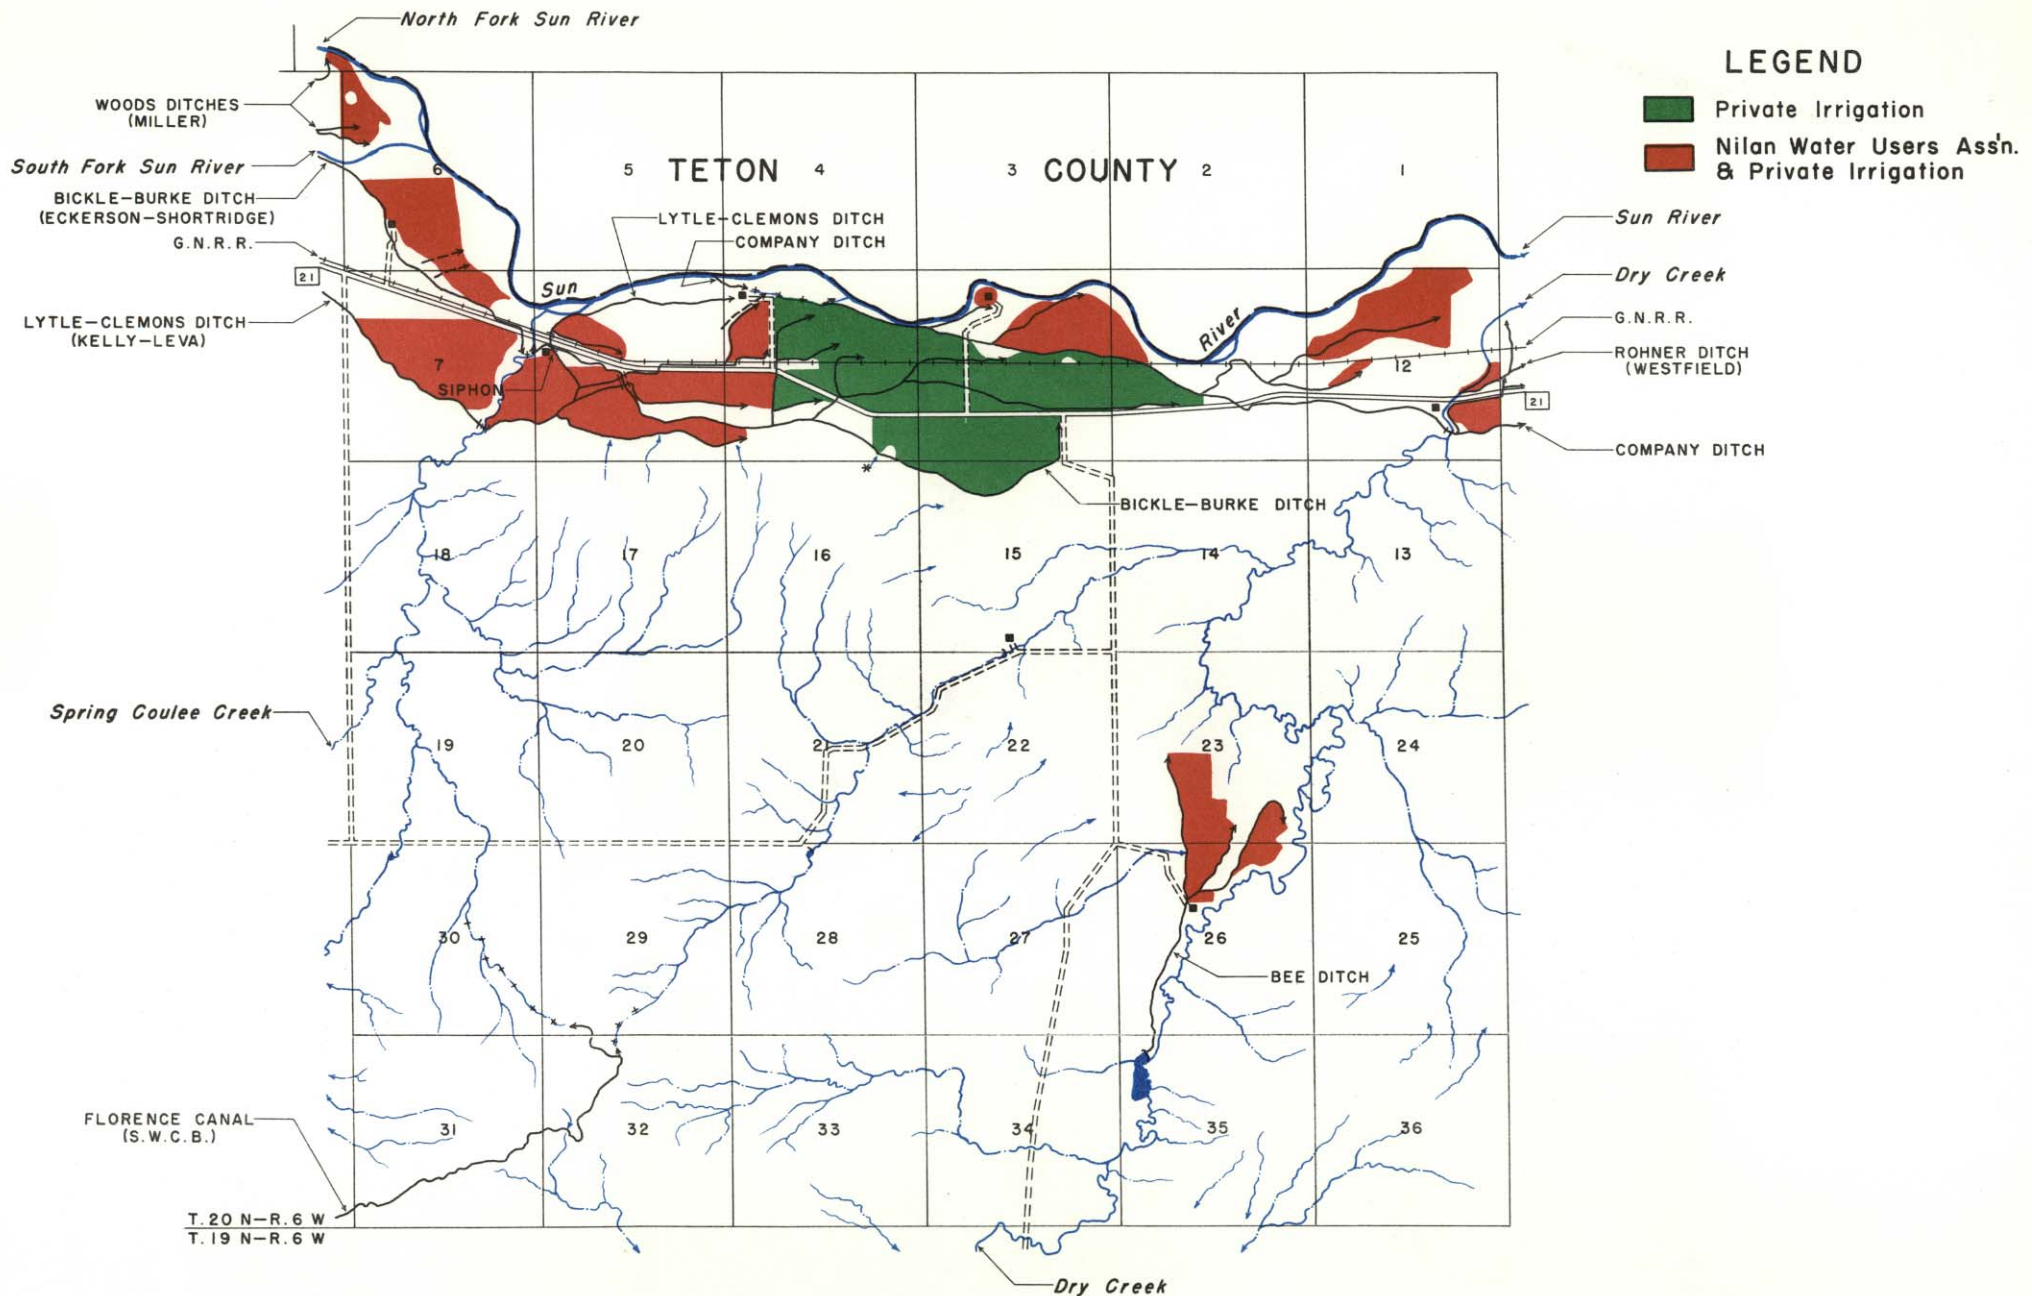 North Fork Sun River
LEGEND
Private Irrigation
Nilan Water Users Ass'n.
& Private Irrigation
WOODS DITCHES
(MILLER)
South Fork Sun River
BICKLE-BURKE DITCH
(ECKERSON-SHORTRIDGE)
G.N.R.R.
21
LYTLE-CLEMONS DITCH
(KELLY-LEVA)
6
5
TETON
4
3
COUNTY
2
1
LYTLE-CLEMONS DITCH
COMPANY DITCH
Sun River
Sun
River
Dry Creek
G.N.R.R.
ROHNER DITCH
(WESTFIELD)
21
COMPANY DITCH
7
SIPHON
12
*
BICKLE-BURKE DITCH
18
17
16
15
14
13
Spring Coulee Creek
19
20
21
22
23
24
30
29
28
27
26
25
BEE DITCH
FLORENCE CANAL
(S.W.C.B.)
31
32
33
34
35
36
T. 20 N-R. 6 W
T. 19 N-R. 6 W
Dry Creek